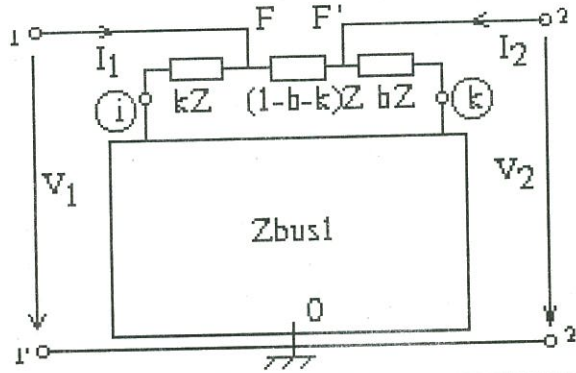 1 F F' 2
I1 I2
i kZ (1-b-k)Z bZ k
V1 V2
Zbus1
0
1' 2'